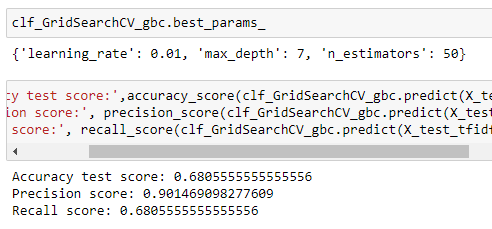 clf_GridSearchCV_gbc.best_params_
{'learning_rate': 0.01, 'max_depth': 7, 'n_estimators': 50}
cy test score:',accuracy_score(clf_GridSearchCV_gbc.predict(X_te
ion score:', precision_score(clf_GridSearchCV_gbc.predict(X_test
score:', recall_score(clf_GridSearchCV_gbc.predict(X_test_tfidf
Accuracy test score: 0.6805555555555556
Precision score: 0.901469098277609
Recall score: 0.6805555555555556